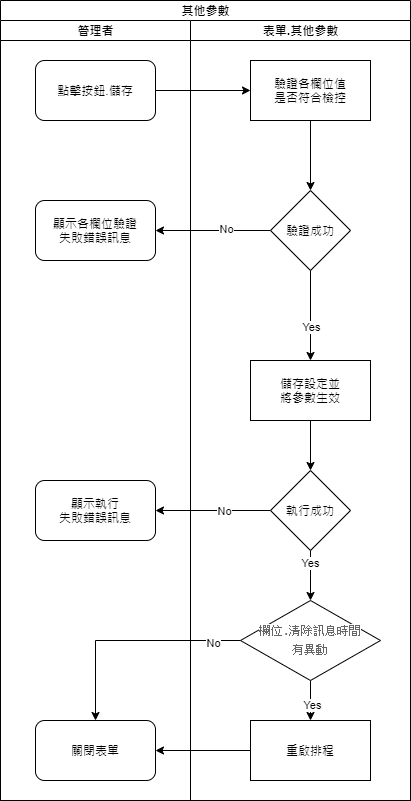 其他參數
管理者
表單.其他參數
點擊按鈕.儲存
驗證各欄位值
是否符合檢控
顯示各欄位驗證
失敗錯誤訊息
No
驗證成功
Yes
儲存設定並
將參數生效
顯示執行
失敗錯誤訊息
No
執行成功
Yes
欄位.清除訊息時間
有異動
No
Yes
關閉表單
重啟排程